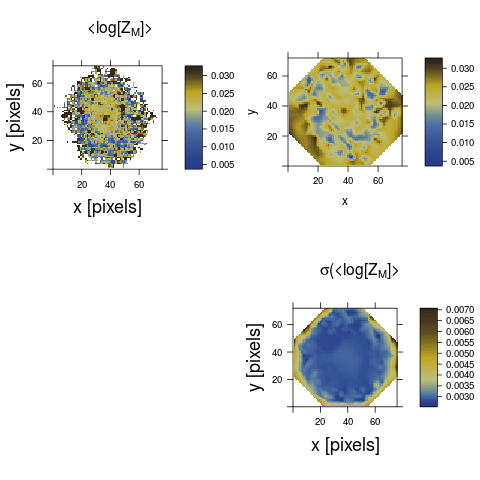 <log[Z_M]>
y [pixels]
60
40
20
20 40 60
x [pixels]
0.030
0.025
0.020
0.015
0.010
0.005
y
60
40
20
20 40 60
x
0.030
0.025
0.020
0.015
0.010
0.005
σ(<log[Z_M]>
y [pixels]
60
40
20
20 40 60
x [pixels]
0.0070
0.0065
0.0060
0.0055
0.0050
0.0045
0.0040
0.0035
0.0030